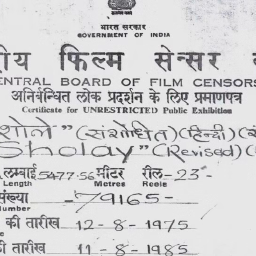 भारत सरकार
GOVERNMENT OF INDIA
फिल्म सेन्सर
CENTRAL BOARD OF FILM CENSORS
अनिर्बन्धित लोक प्रदर्शन के लिए प्रमाणपत्र
Certificate for UNRESTRICTED Public Exhibition
शोले" (संशोधित) (हिन्दी)
Sholay" (Revised)
लम्बाई 5477·56 मीटर रील -23-
Length Metres Reels
संख्या -79165-
Number
की तारीख 12-8-1975
की तारीख 11-8-1985